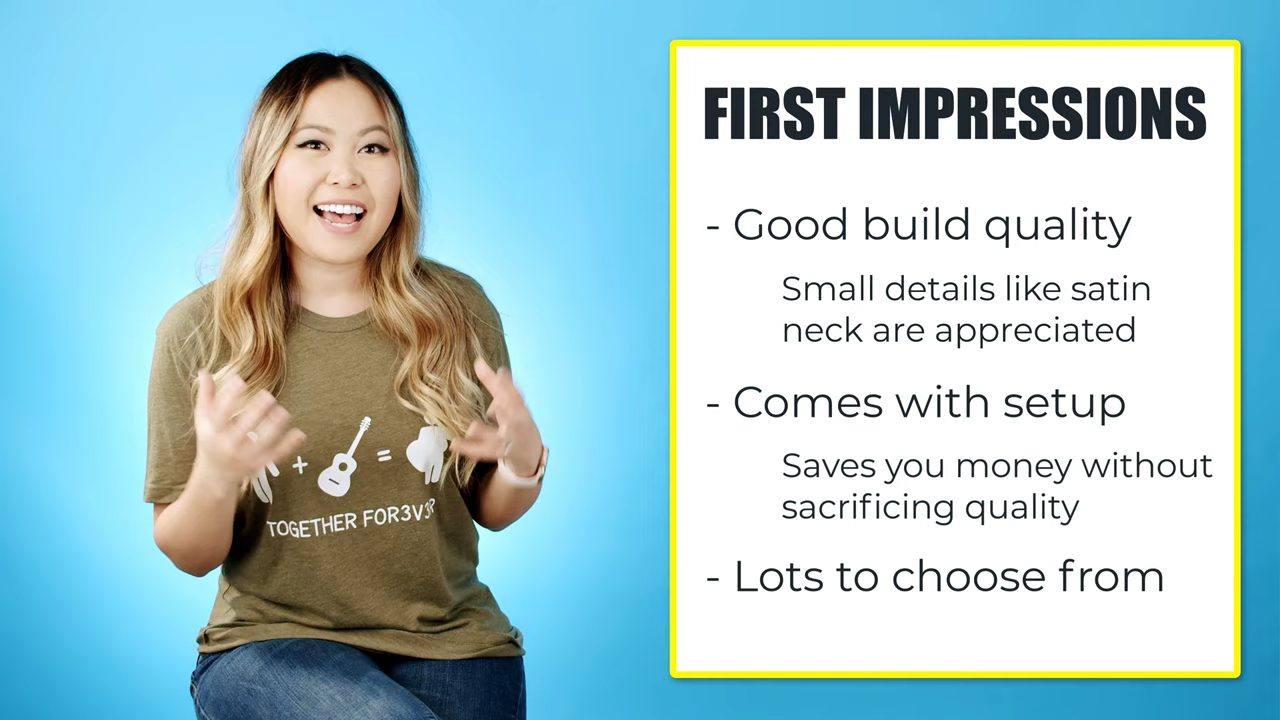 FIRST IMPRESSIONS
- Good build quality
Small details like satin
neck are appreciated
- Comes with setup
Saves you money without
sacrificing quality
- Lots to choose from
+ =
TOGETHER FOR3V3R